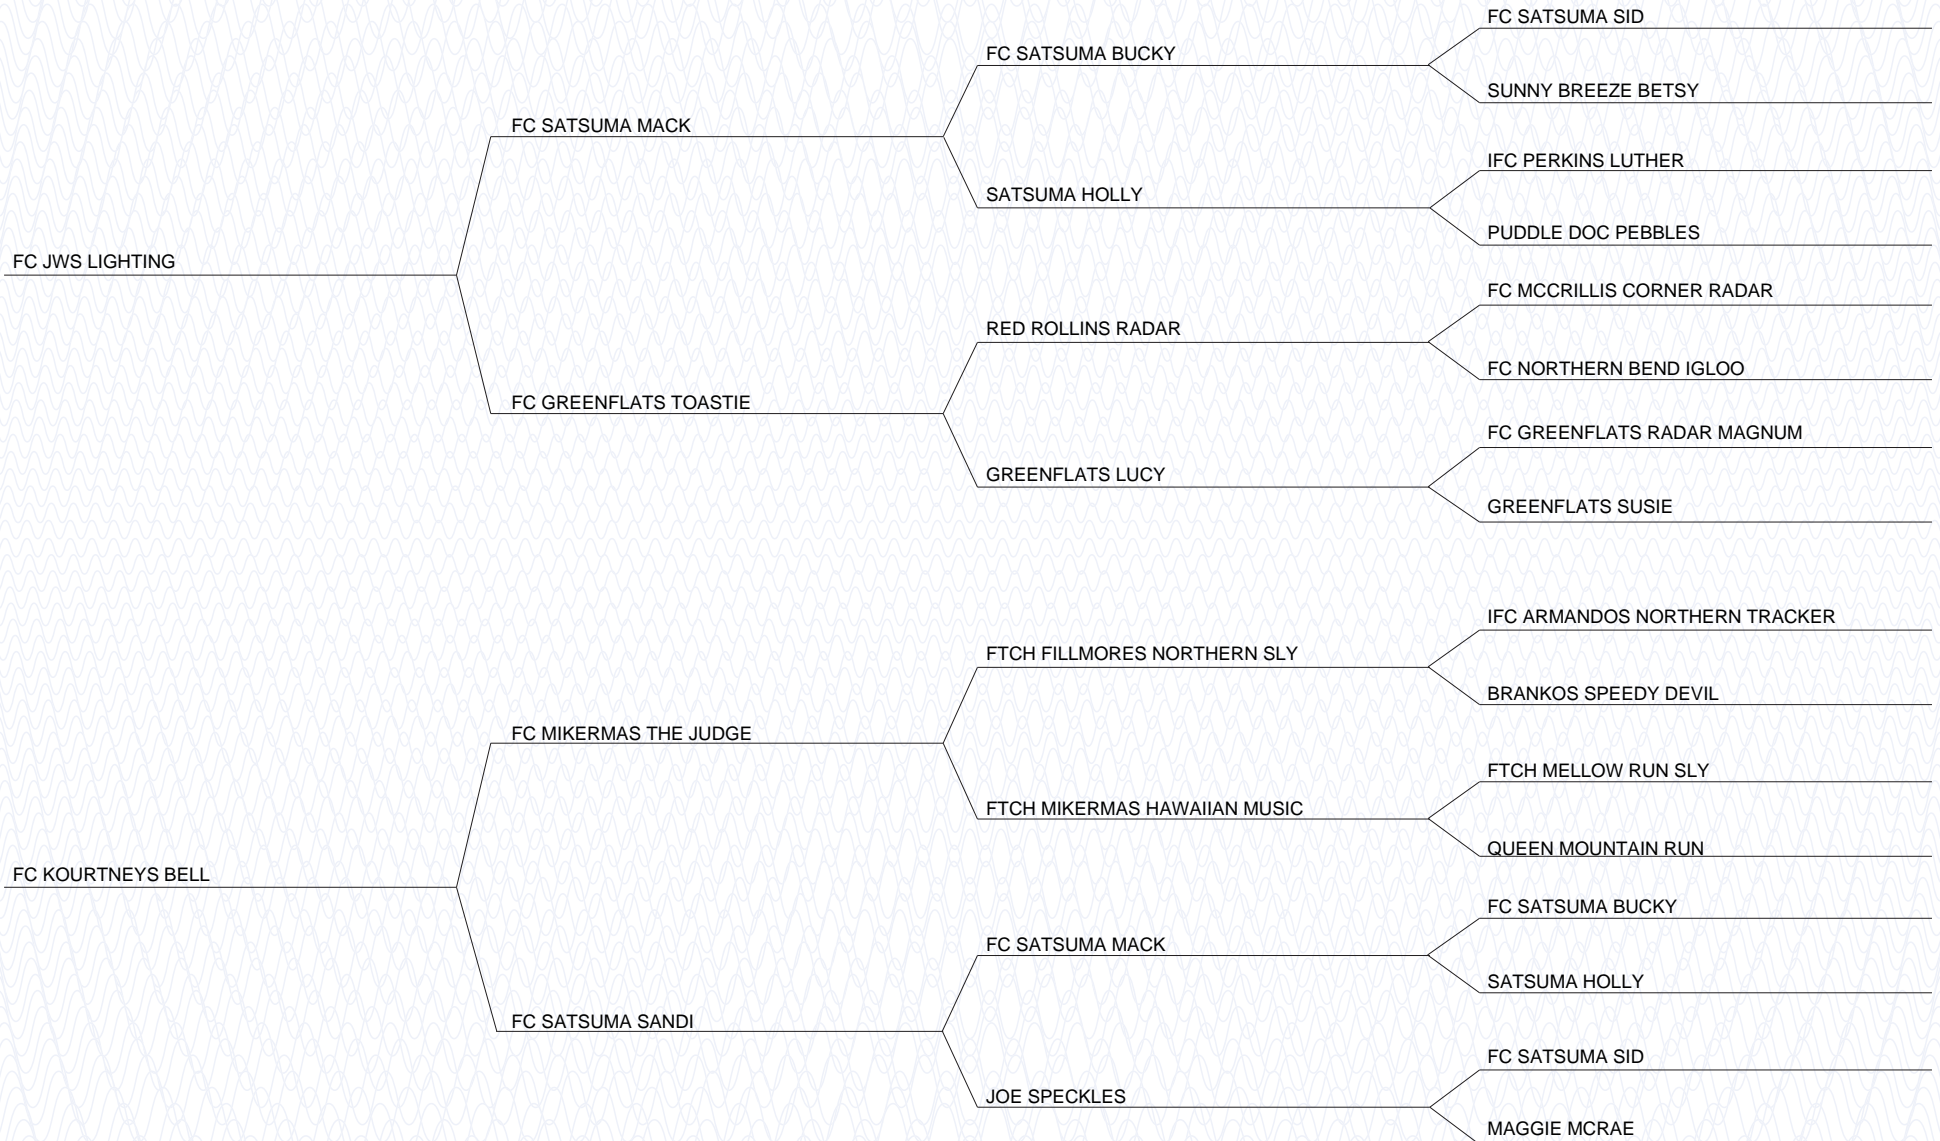 FC SATSUMA SID
FC SATSUMA BUCKY
SUNNY BREEZE BETSY
FC SATSUMA MACK
IFC PERKINS LUTHER
SATSUMA HOLLY
PUDDLE DOC PEBBLES
FC JWS LIGHTING
FC MCCRILLIS CORNER RADAR
RED ROLLINS RADAR
FC NORTHERN BEND IGLOO
FC GREENFLATS TOASTIE
FC GREENFLATS RADAR MAGNUM
GREENFLATS LUCY
GREENFLATS SUSIE
IFC ARMANDOS NORTHERN TRACKER
FTCH FILLMORES NORTHERN SLY
BRANKOS SPEEDY DEVIL
FC MIKERMAS THE JUDGE
FTCH MELLOW RUN SLY
FTCH MIKERMAS HAWAIIAN MUSIC
QUEEN MOUNTAIN RUN
FC KOURTNEYS BELL
FC SATSUMA BUCKY
FC SATSUMA MACK
SATSUMA HOLLY
FC SATSUMA SANDI
FC SATSUMA SID
JOE SPECKLES
MAGGIE MCRAE